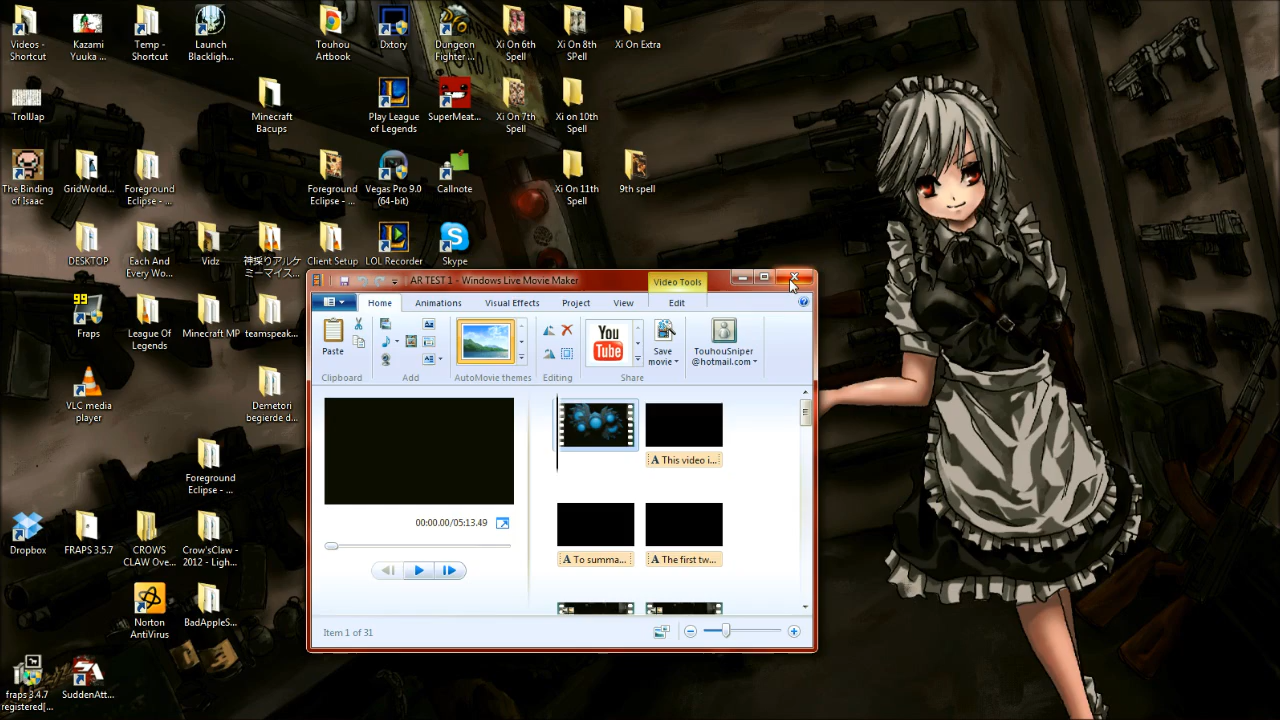 Videos -
Shortcut
Kazami
Yuuka ...
Temp -
Shortcut
Launch
Blackligh...
Touhou
Artbook
Dxtory
Dungeon
Fighter ...
Xi On 6th
Spell
Xi On 8th
SPell
Xi On Extra
TrollJap
Minecraft
Bacups
Play League
of Legends
SuperMeat...
Xi On 7th
Spell
Xi on 10th
Spell
The Binding
of Isaac
GridWorld...
Foreground
Eclipse - ...
Foreground
Eclipse - ...
Vegas Pro 9.0
(64-bit)
Callnote
Xi On 11th
Spell
9th spell
DESKTOP
Each And
Every Wo...
Vidz
神採りアルケ
ミーマイス...
Client Setup
LOL Recorder
Skype
99
Fraps
League Of
Legends
Minecraft MP
teamspeak...
VLC media
player
Demetori
begierde d...
Foreground
Eclipse - ...
Dropbox
FRAPS 3.5.7
CROWS
CLAW Ove...
Crow'sClaw -
2012 - Ligh...
Norton
AntiVirus
BadAppleS...
fraps 3.4.7
registered[...
SuddenAtt...
AR TEST 1 - Windows Live Movie Maker
Video Tools
Home
Animations
Visual Effects
Project
View
Edit
Paste
You
Tube
Save
movie
TouhouSniper
@hotmail.com
Clipboard
Add
AutoMovie themes
Editing
Share
A This video i...
00:00.00/05:13.49
A To summa...
A The first tw...
Item 1 of 31